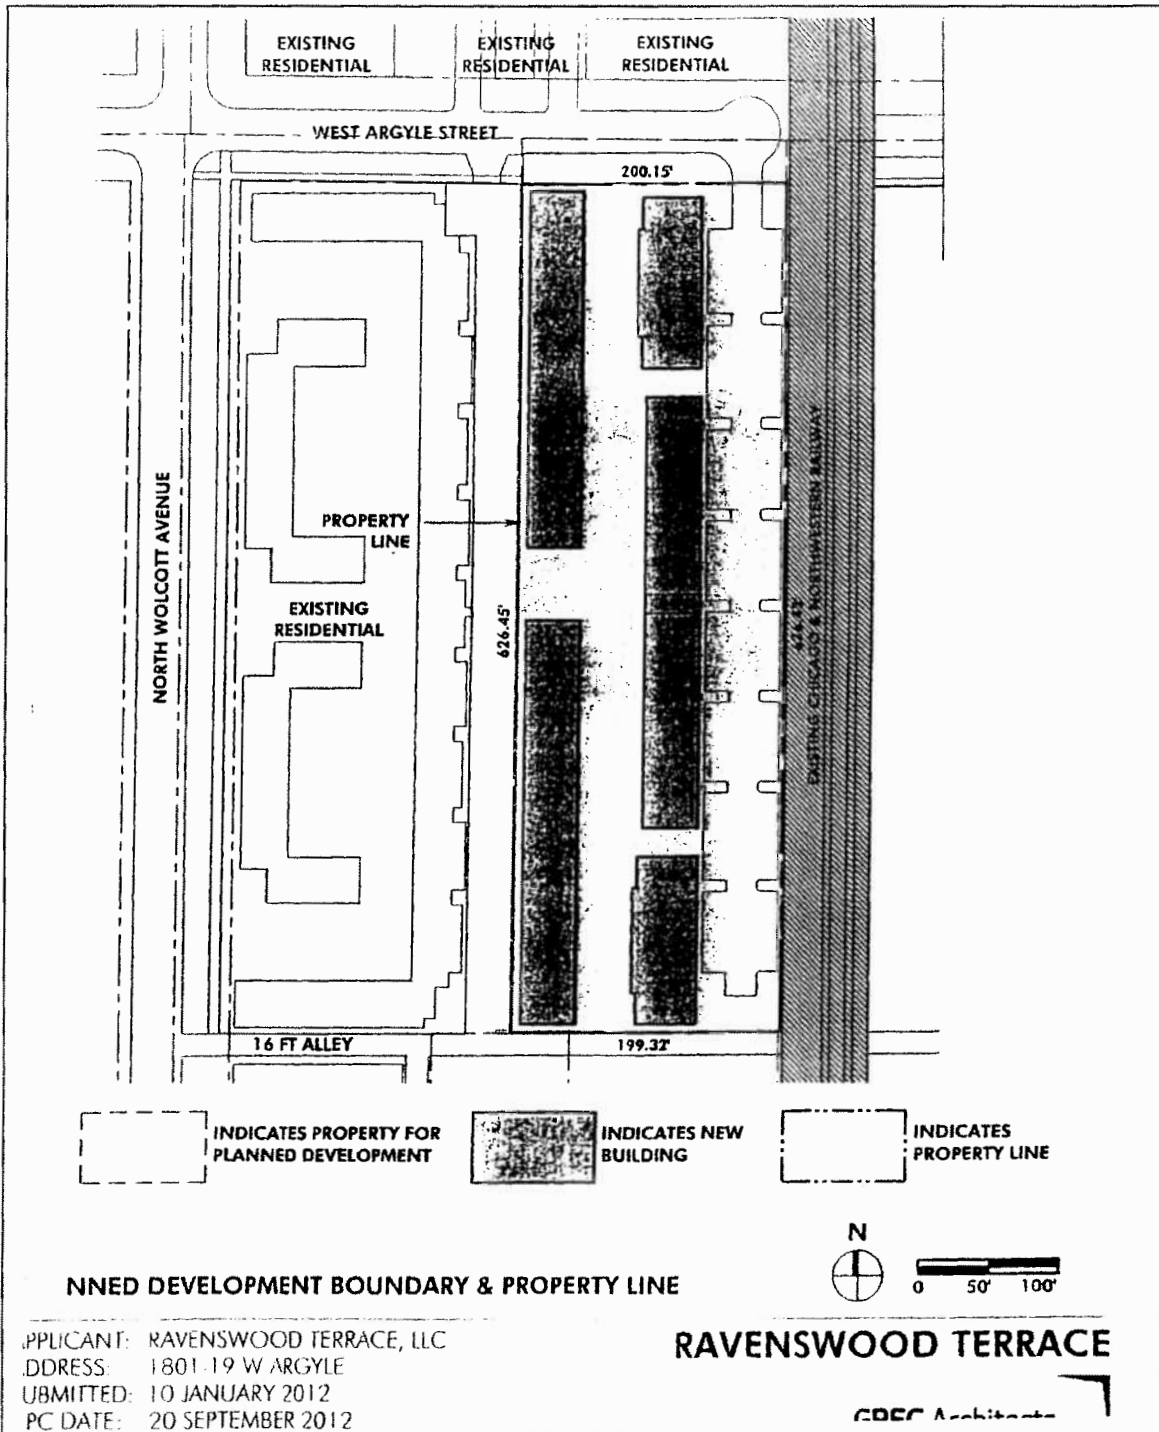 EXISTING
RESIDENTIAL
EXISTING
RESIDENTIAL
EXISTING
RESIDENTIAL
WEST ARGYLE STREET
200.15'
NORTH WOLCOTT AVENUE
PROPERTY
LINE
EXISTING
RESIDENTIAL
626.45'
EXISTING CHICAGO & NORTHWESTERN RAILWAY
16 FT ALLEY
199.32'
INDICATES PROPERTY FOR
PLANNED DEVELOPMENT
INDICATES NEW
BUILDING
INDICATES
PROPERTY LINE
N
0 50' 100'
NNED DEVELOPMENT BOUNDARY & PROPERTY LINE
PPLICANT: RAVENSWOOD TERRACE, LLC
DDRESS: 1801-19 W ARGYLE
UBMITTED: 10 JANUARY 2012
PC DATE: 20 SEPTEMBER 2012
RAVENSWOOD TERRACE